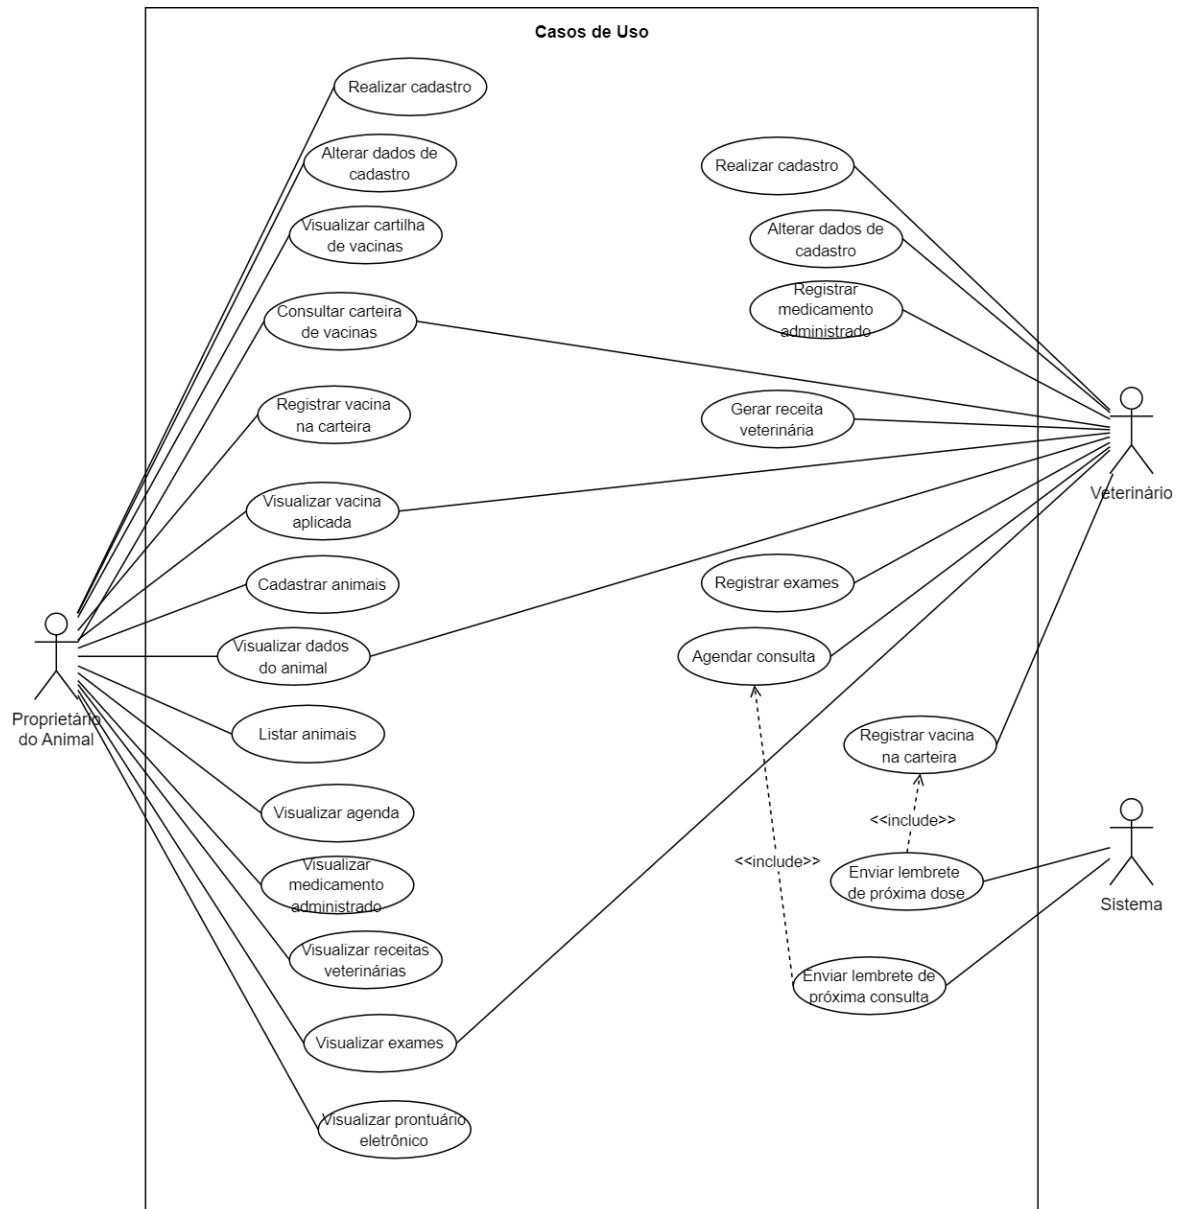 Casos de Uso
Realizar cadastro
Alterar dados de
cadastro
Visualizar cartilha
de vacinas
Consultar carteira
de vacinas
Registrar vacina
na carteira
Visualizar vacina
aplicada
Cadastrar animais
Visualizar dados
do animal
Listar animais
Visualizar agenda
Visualizar
medicamento
administrado
Visualizar receitas
veterinárias
Visualizar exames
Visualizar prontuário
eletrônico
Proprietário
do Animal
Realizar cadastro
Alterar dados de
cadastro
Registrar
medicamento
administrado
Gerar receita
veterinária
Registrar exames
Agendar consulta
Registrar vacina
na carteira
<<include>>
<<include>>
Enviar lembrete
de próxima dose
Enviar lembrete de
próxima consulta
Veterinário
Sistema